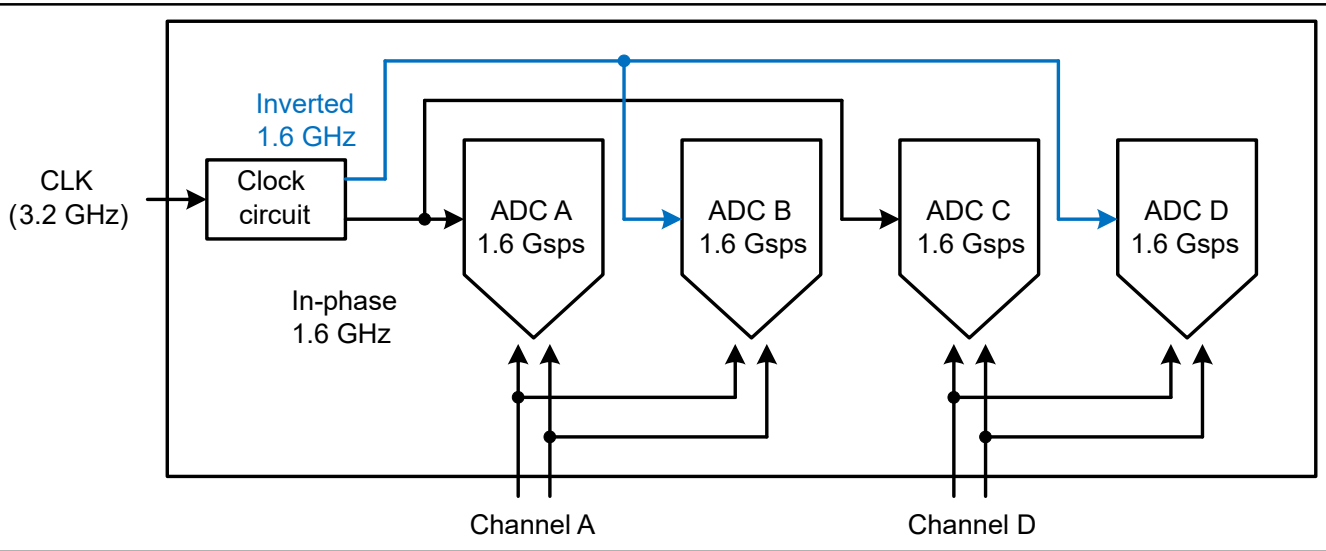 Inverted
1.6 GHz
CLK
(3.2 GHz)
Clock
circuit
ADC A
1.6 Gsps
ADC B
1.6 Gsps
ADC C
1.6 Gsps
ADC D
1.6 Gsps
In-phase
1.6 GHz
Channel A
Channel D